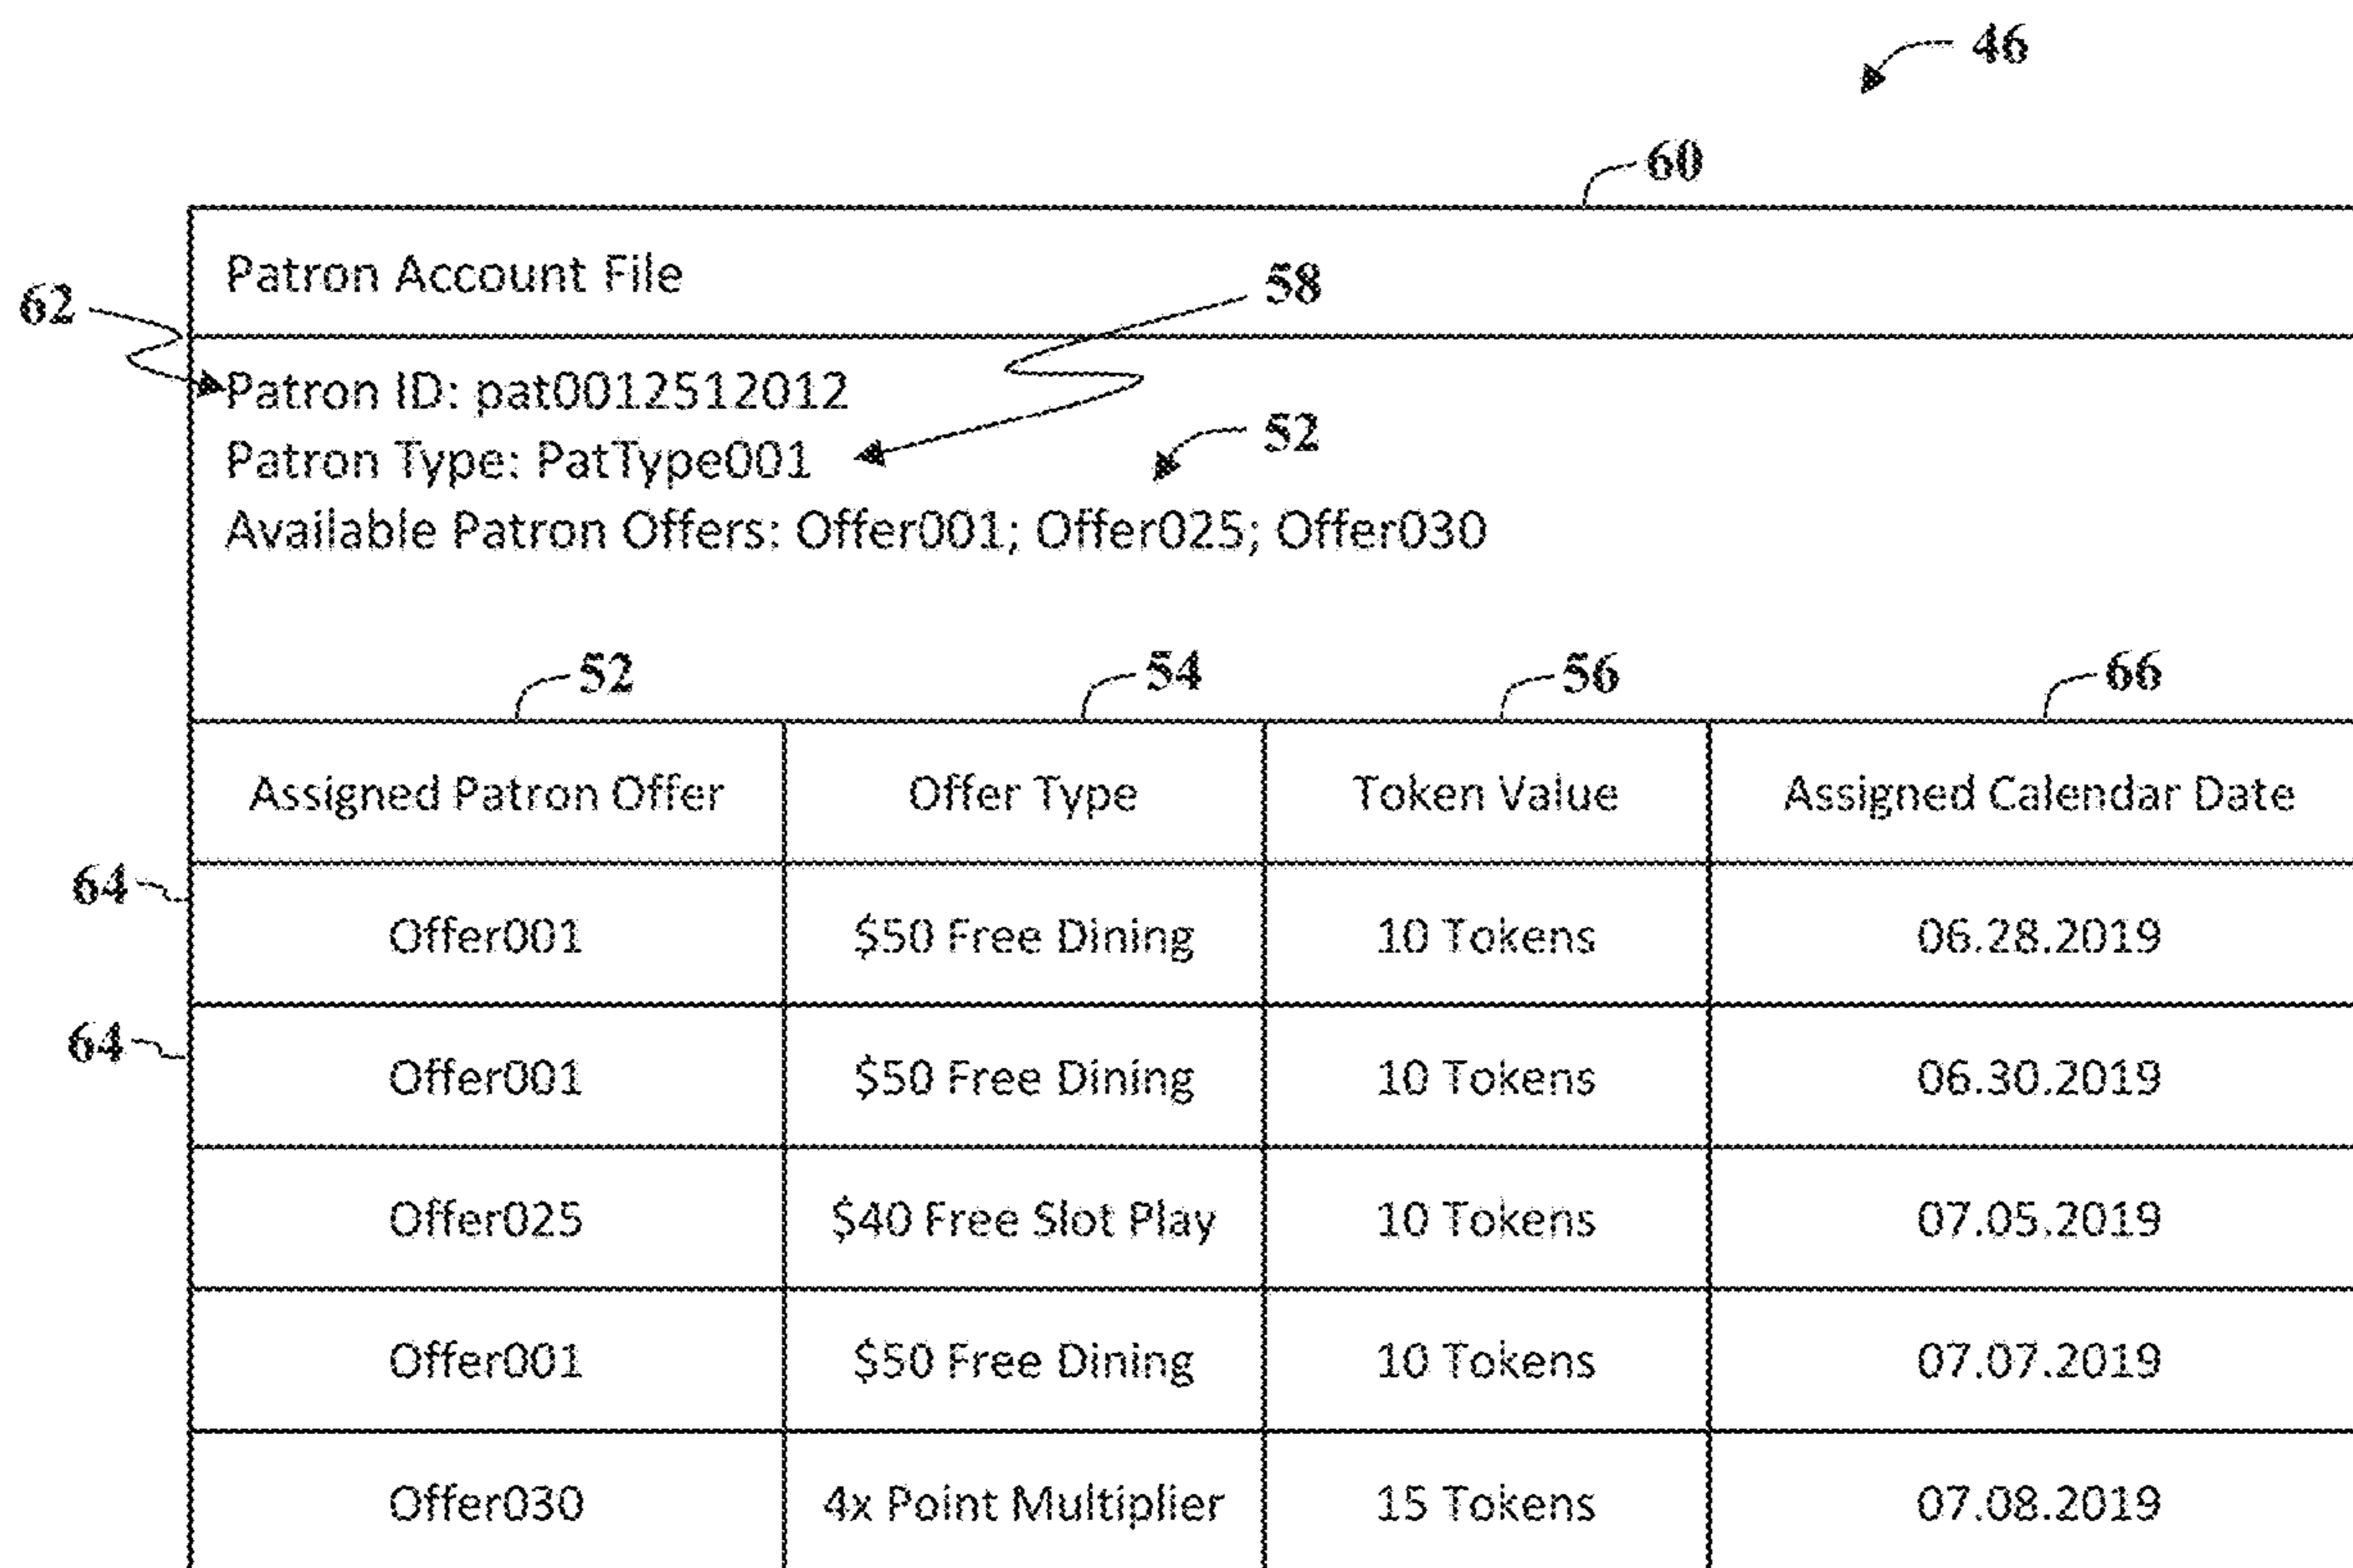 46
60
Patron Account File
58
62
Patron ID: pat0012512012
52
Patron Type: PatType001
Available Patron Offers: Offer001; Offer025; Offer030
52 54 56 66
Assigned Patron Offer Offer Type Token Value Assigned Calendar Date
64
Offer001 $50 Free Dining 10 Tokens 06.28.2019
64
Offer001 $50 Free Dining 10 Tokens 06.30.2019
Offer025 $40 Free Slot Play 10 Tokens 07.05.2019
Offer001 $50 Free Dining 10 Tokens 07.07.2019
Offer030 4x Point Multiplier 15 Tokens 07.08.2019